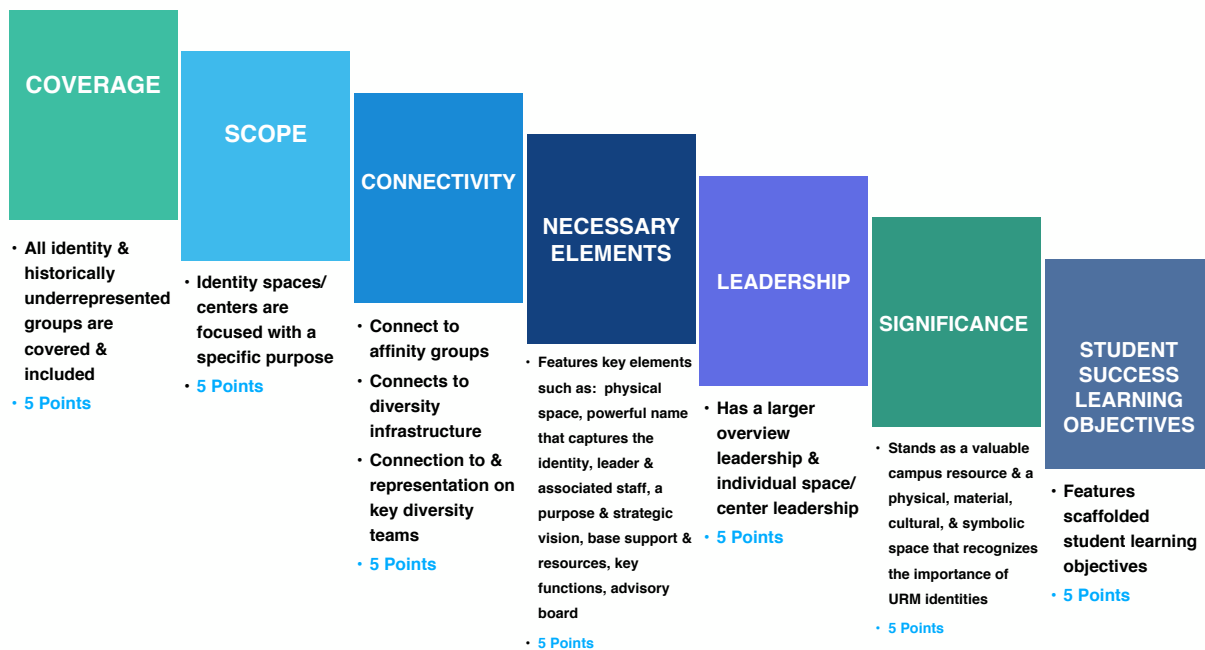 COVERAGE
• All identity &
historically
underrepresented
groups are
covered &
included
• 5 Points
SCOPE
• Identity spaces/
centers are
focused with a
specific purpose
• 5 Points
CONNECTIVITY
• Connect to
affinity groups
• Connects to
diversity
infrastructure
• Connection to &
representation on
key diversity
teams
• 5 Points
NECESSARY
ELEMENTS
• Features key elements
such as: physical
space, powerful name
that captures the
identity, leader &
associated staff, a
purpose & strategic
vision, base support &
resources, key
functions, advisory
board
• 5 Points
LEADERSHIP
• Has a larger
overview
leadership &
individual space/
center leadership
• 5 Points
SIGNIFICANCE
• Stands as a valuable
campus resource & a
physical, material,
cultural, & symbolic
space that recognizes
the importance of
URM identities
• 5 Points
STUDENT
SUCCESS
LEARNING
OBJECTIVES
• Features
scaffolded
student learning
objectives
• 5 Points